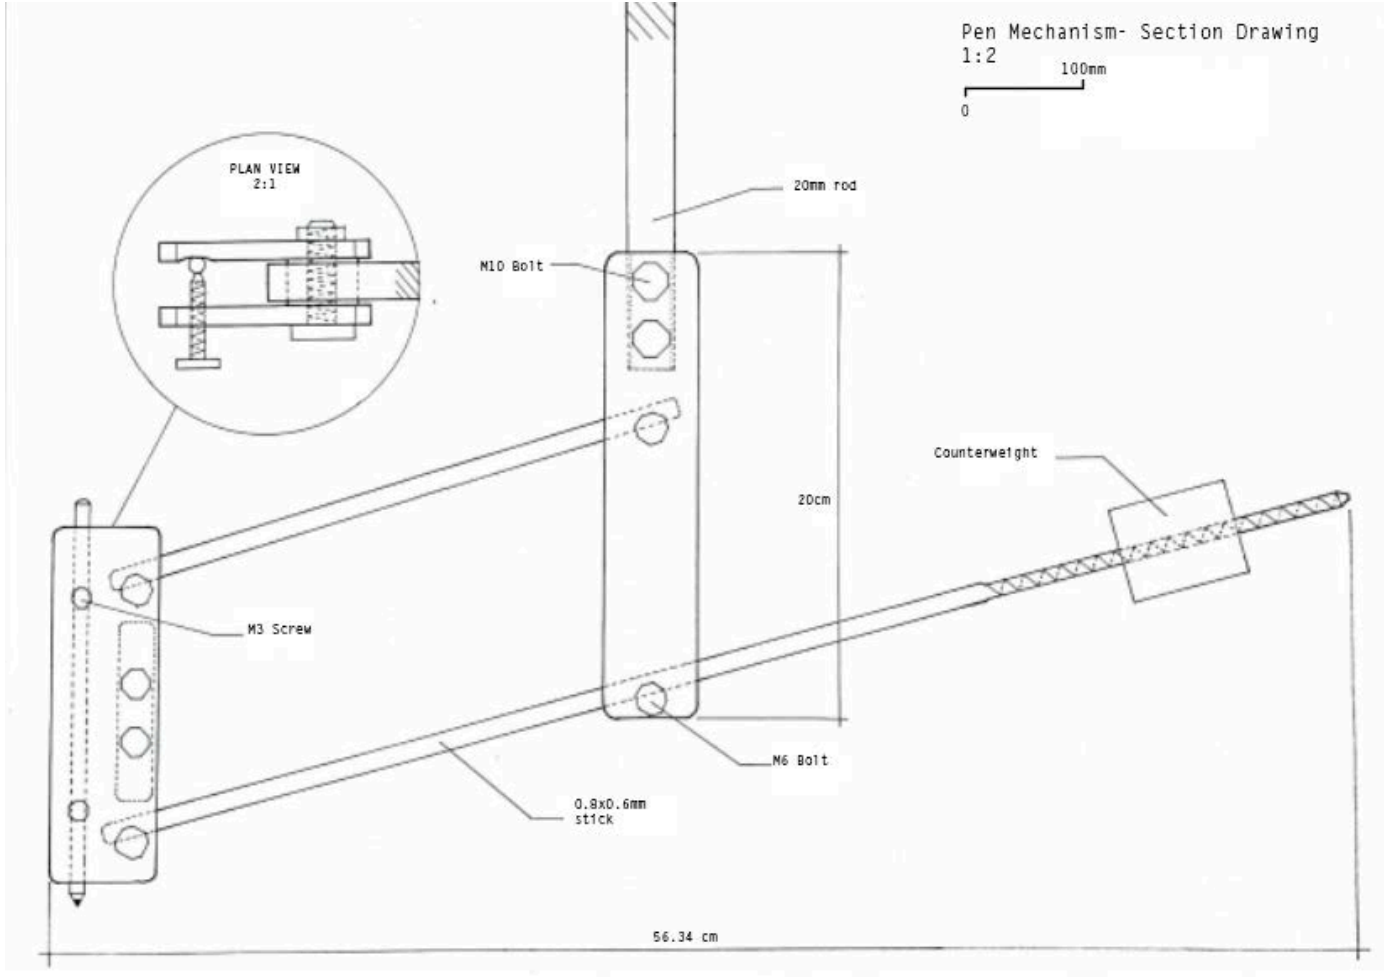 Pen Mechanism- Section Drawing
1:2
100mm
0
PLAN VIEW
2:1
20mm rod
M10 Bolt
Counterweight
20cm
M3 Screw
M6 Bolt
0.8x0.6mm
stick
56.34 cm